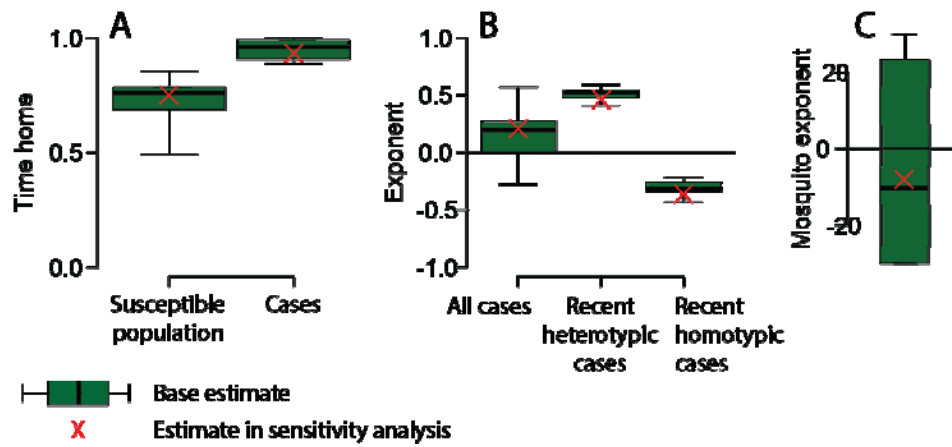 A
Time home
1.0
0.5
0.0
Susceptible
population
Cases
B
Exponent
1.0
0.5
0.0
-0.5
-1.0
All cases
Recent
heterotypic
cases
Recent
homotypic
cases
C
Mosquito exponent
20
0
-20
Base estimate
X Estimate in sensitivity analysis